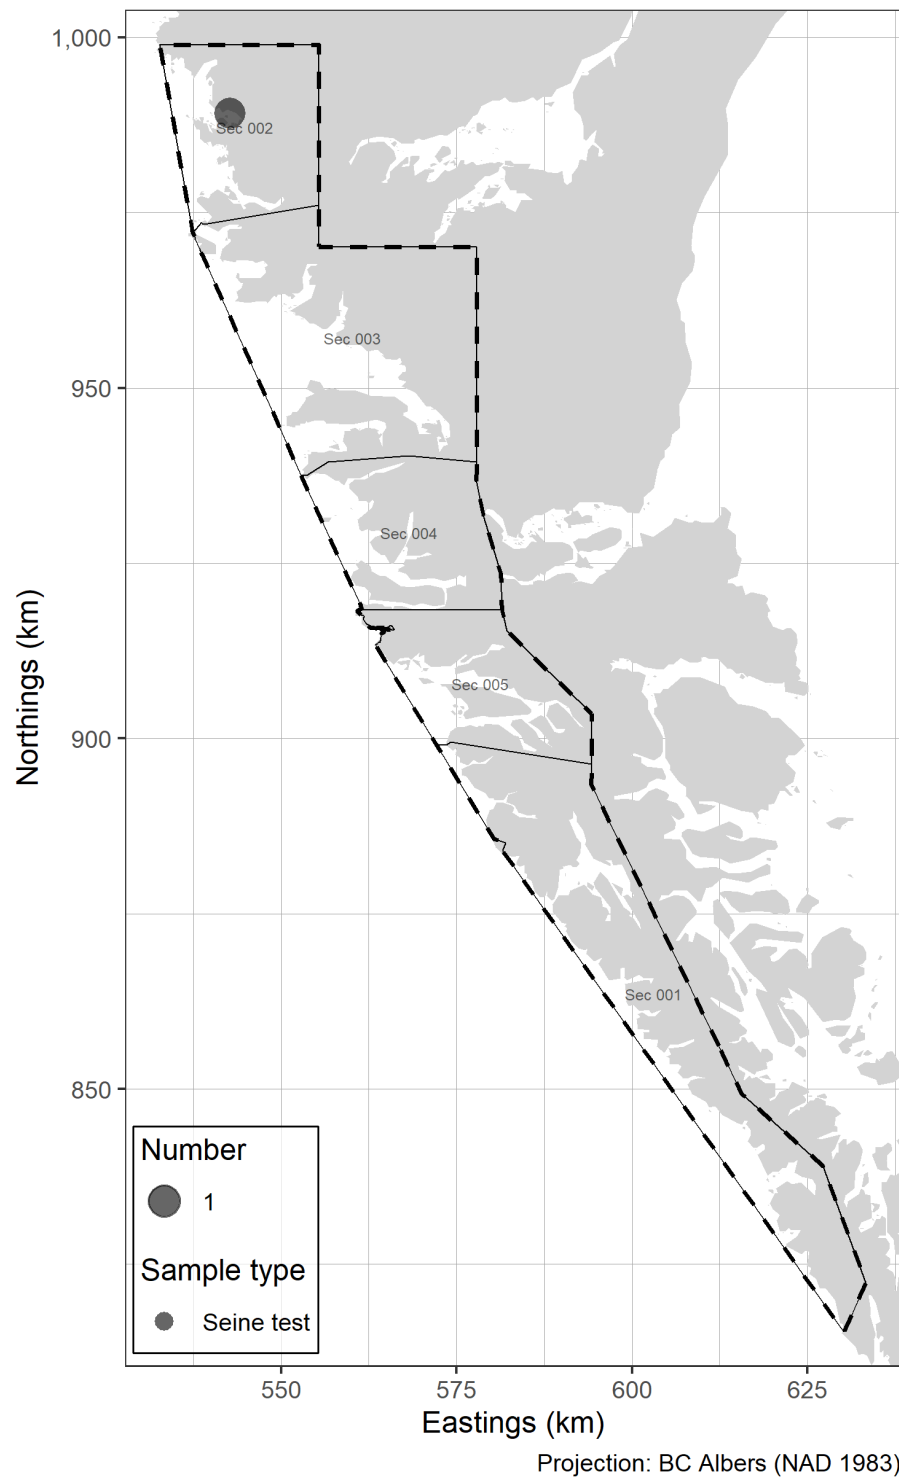 1,000
Sec 002
Sec 003
950
Sec 004
Sec 005
900
Northings (km)
Sec 001
850
Number
1
Sample type
Seine test
550
575
600
625
Eastings (km)
Projection: BC Albers (NAD 1983)